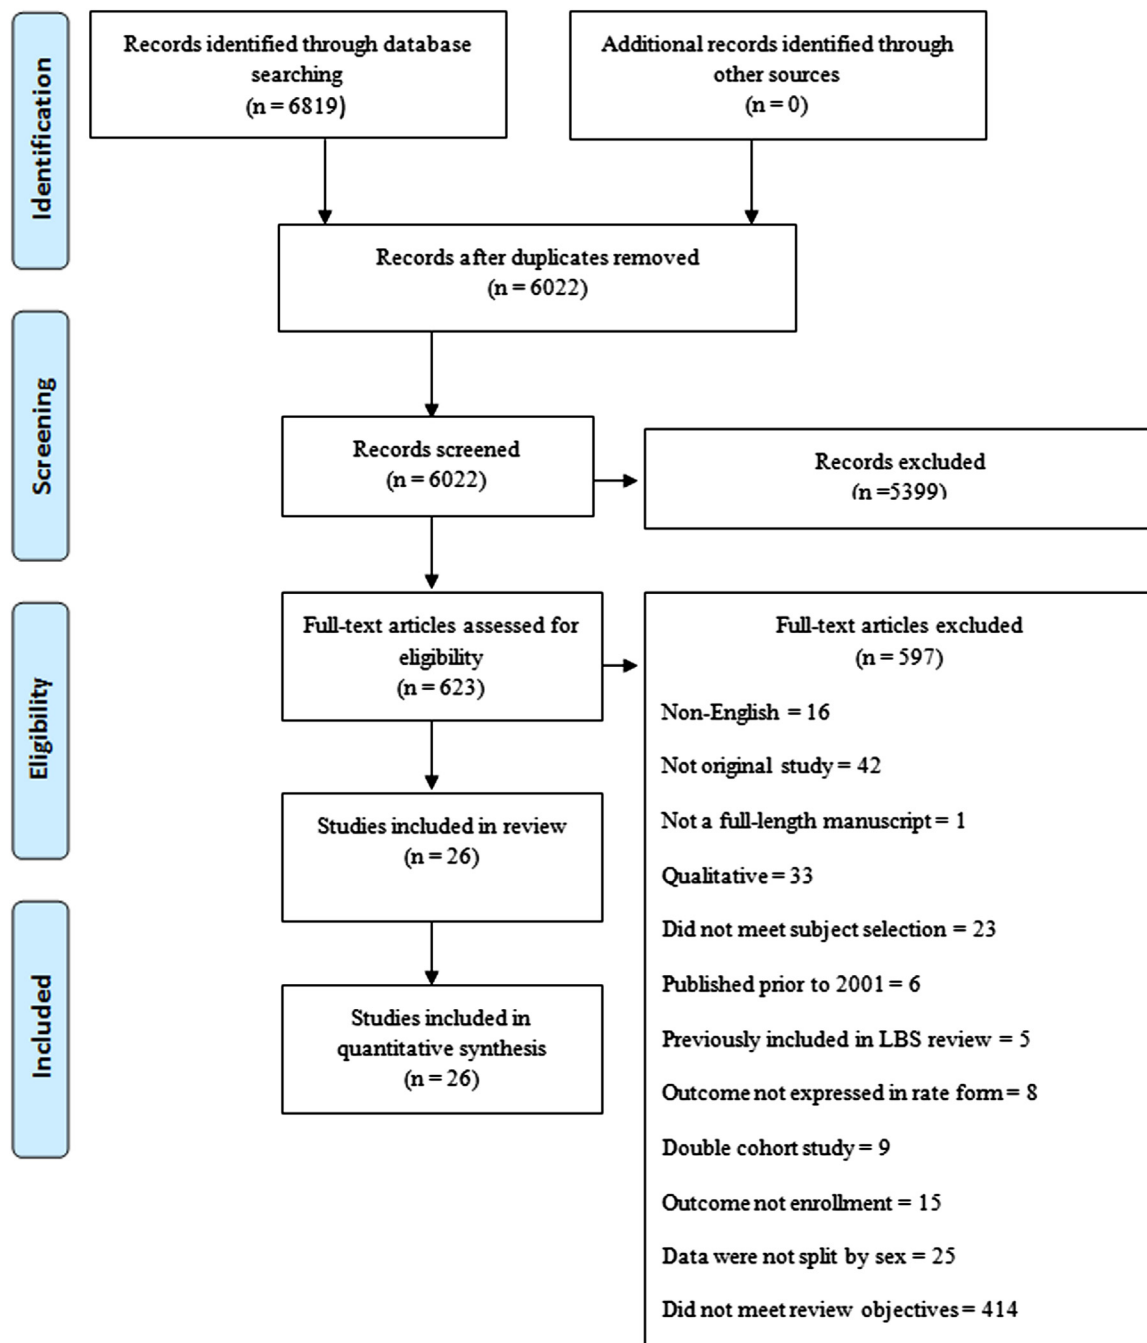 Identification
Records identified through database
searching
(n = 6819)
Additional records identified through
other sources
(n = 0)
Records after duplicates removed
(n = 6022)
Screening
Records screened
(n = 6022)
Records excluded
(n =5399)
Eligibility
Full-text articles assessed for
eligibility
(n = 623)
Full-text articles excluded
(n = 597)
Non-English = 16
Not original study = 42
Not a full-length manuscript = 1
Qualitative = 33
Did not meet subject selection = 23
Published prior to 2001 = 6
Previously included in LBS review = 5
Outcome not expressed in rate form = 8
Double cohort study = 9
Outcome not enrollment = 15
Data were not split by sex = 25
Did not meet review objectives = 414
Studies included in review
(n = 26)
Included
Studies included in
quantitative synthesis
(n = 26)